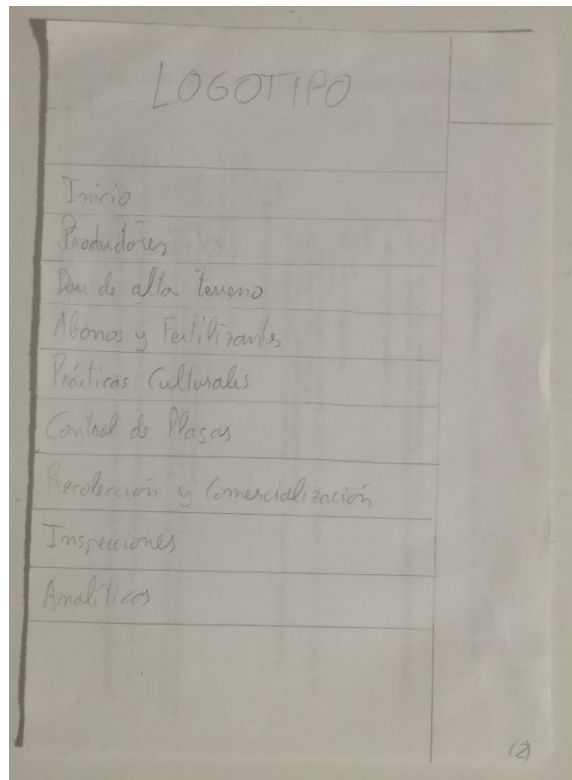 LOGOTIPO
Inicio
Productores
Dar de alta terreno
Abonos y Fertilizantes
Prácticas Culturales
Control de Plagas
Recolección y Comercialización
Inspecciones
Analíticas
(2)